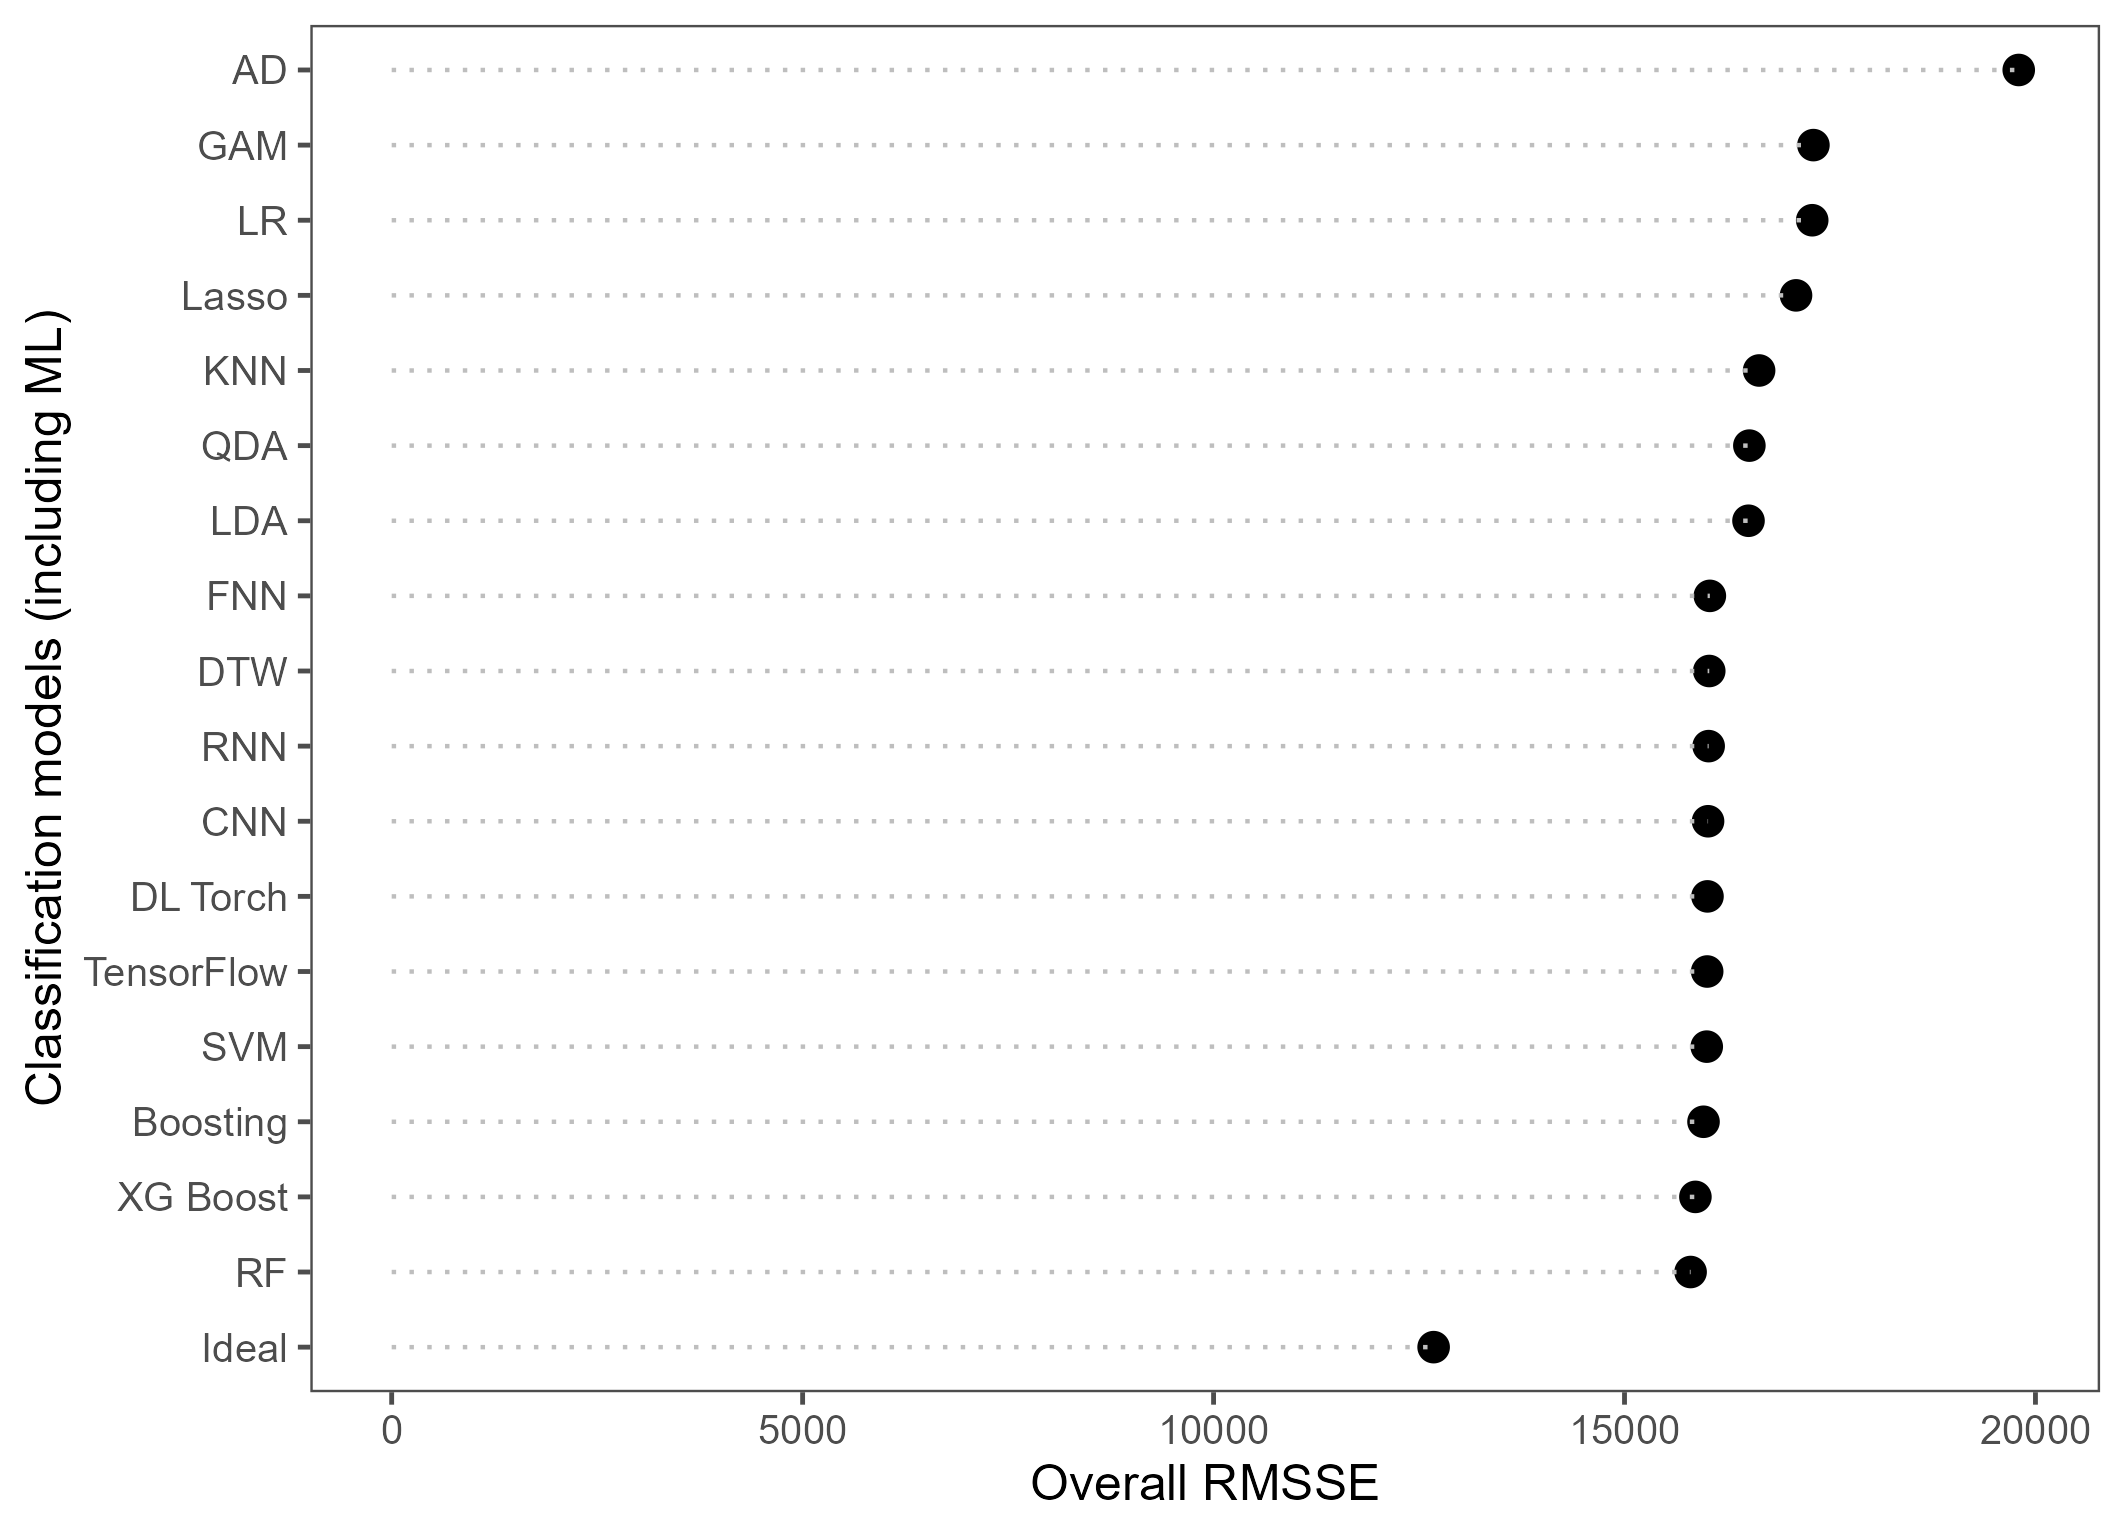 Classification models (including ML)
AD
GAM
LR
Lasso
KNN
QDA
LDA
FNN
DTW
RNN
CNN
DL Torch
TensorFlow
SVM
Boosting
XG Boost
RF
Ideal
0 5000 10000 15000 20000
Overall RMSSE